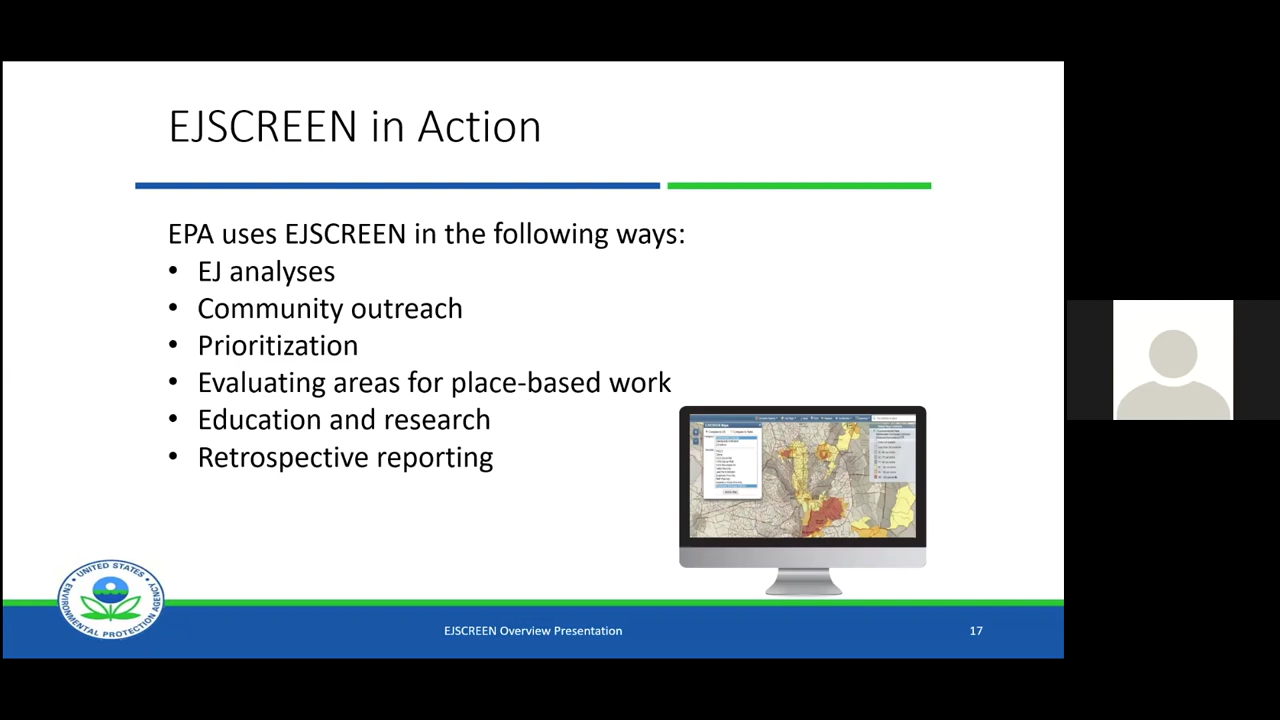 EJSCREEN in Action
EPA uses EJSCREEN in the following ways:
• EJ analyses
• Community outreach
• Prioritization
• Evaluating areas for place-based work
• Education and research
• Retrospective reporting
UNITED STATES
ENVIRONMENTAL PROTECTION AGENCY
EJSCREEN Overview Presentation
17